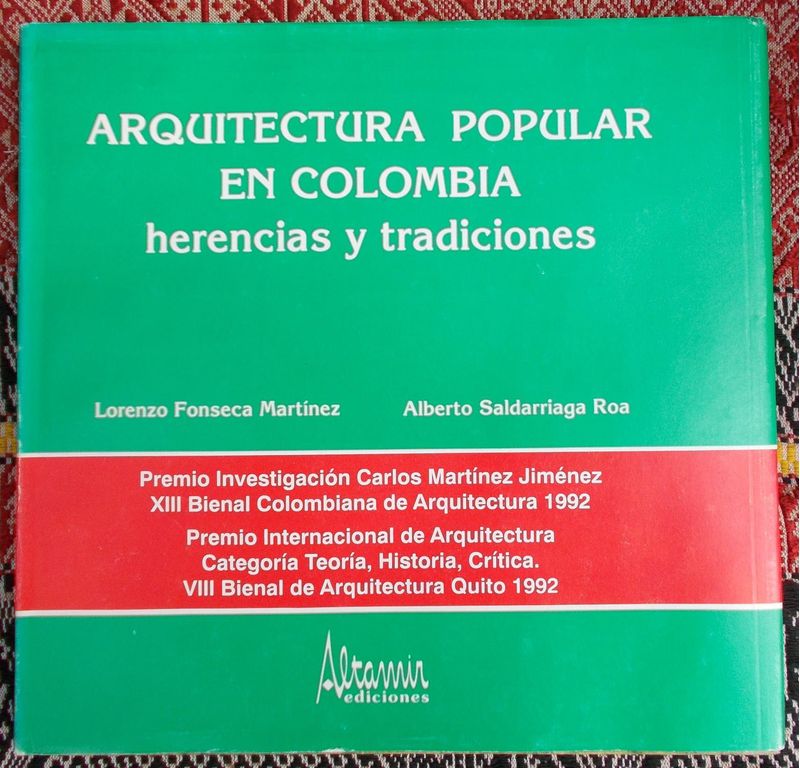 ARQUITECTURA POPULAR
EN COLOMBIA
herencias y tradiciones
Lorenzo Fonseca Martínez Alberto Saldarriaga Roa
Premio Investigación Carlos Martínez Jiménez
XIII Bienal Colombiana de Arquitectura 1992
Premio Internacional de Arquitectura
Categoría Teoría, Historia, Crítica.
VIII Bienal de Arquitectura Quito 1992
Altamir
ediciones